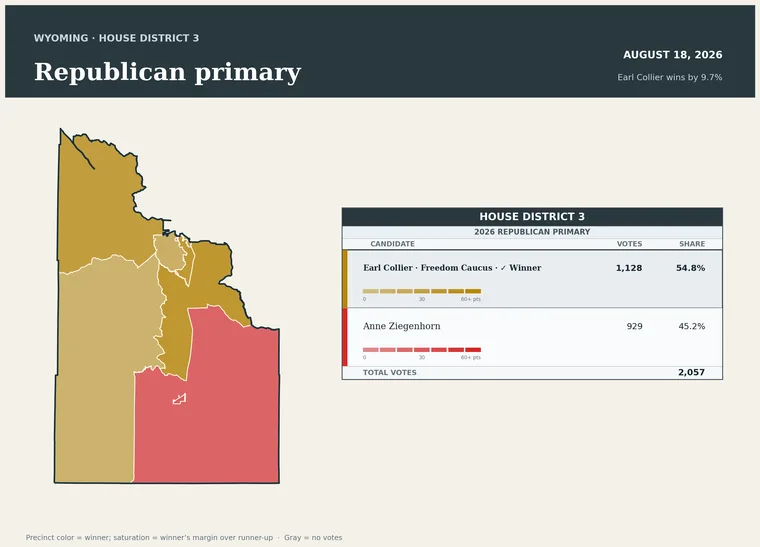 WYOMING · HOUSE DISTRICT 3
Republican primary
AUGUST 18, 2026
Earl Collier wins by 9.7%
HOUSE DISTRICT 3
2026 REPUBLICAN PRIMARY
CANDIDATE VOTES SHARE
Earl Collier · Freedom Caucus · ✓ Winner 1,128 54.8%
0 30 60+ pts
Anne Ziegenhorn 929 45.2%
0 30 60+ pts
TOTAL VOTES 2,057
Precinct color = winner; saturation = winner's margin over runner-up · Gray = no votes